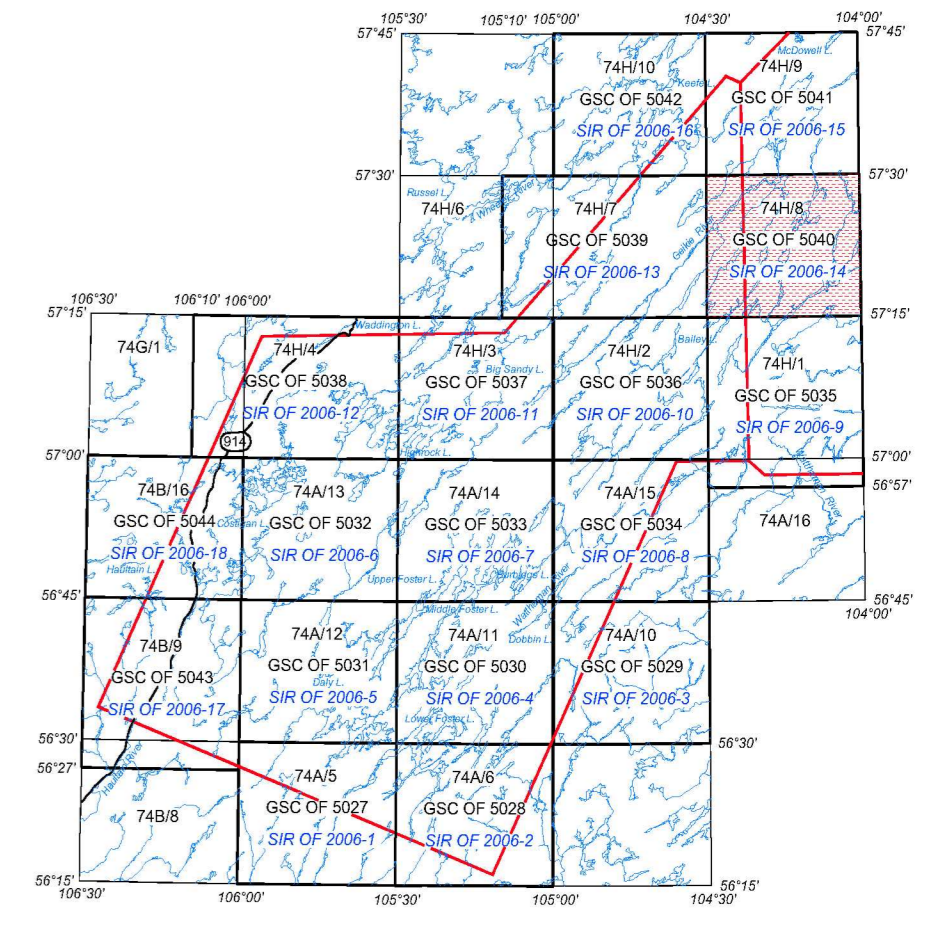 105°30' 105°10' 105°00' 104°30' 104°00'
57°45' 57°45'
McDowell L.
74H/10 74H/9
Keefe L.
GSC OF 5042 GSC OF 5041
SIR OF 2006-16 SIR OF 2006-15
57°30' 57°30'
Russel L.
Wheeler River
74H/6 74H/7 74H/8
Geikie River
GSC OF 5039 GSC OF 5040
SIR OF 2006-13 SIR OF 2006-14
106°30' 106°10' 106°00'
57°15' 57°15'
Waddington L.
Bailey L.
74G/1 74H/4 74H/3 74H/2 74H/1
Big Sandy L.
GSC OF 5038 GSC OF 5037 GSC OF 5036 GSC OF 5035
SIR OF 2006-12 SIR OF 2006-11 SIR OF 2006-10 SIR OF 2006-9
914
Highrock L.
57°00' 57°00'
56°57'
River
74B/16 74A/13 74A/14 74A/15 74A/16
Costigan L.
GSC OF 5044 GSC OF 5032 GSC OF 5033 GSC OF 5034
SIR OF 2006-18 SIR OF 2006-6 SIR OF 2006-7 SIR OF 2006-8
Haultain L.
Upper Foster L. Burbidge L.
56°45' 56°45'
104°00'
Middle Foster L.
River
74B/9 74A/12 74A/11 74A/10
Dobbin L.
GSC OF 5043 GSC OF 5031 GSC OF 5030 GSC OF 5029
Daly L.
SIR OF 2006-17 SIR OF 2006-5 SIR OF 2006-4 SIR OF 2006-3
Lower Foster L.
56°30' 56°30'
56°27'
Haultain River
74A/5 74A/6
GSC OF 5027 GSC OF 5028
74B/8
SIR OF 2006-1 SIR OF 2006-2
56°15' 56°15'
106°30' 106°00' 105°30' 105°00' 104°30'